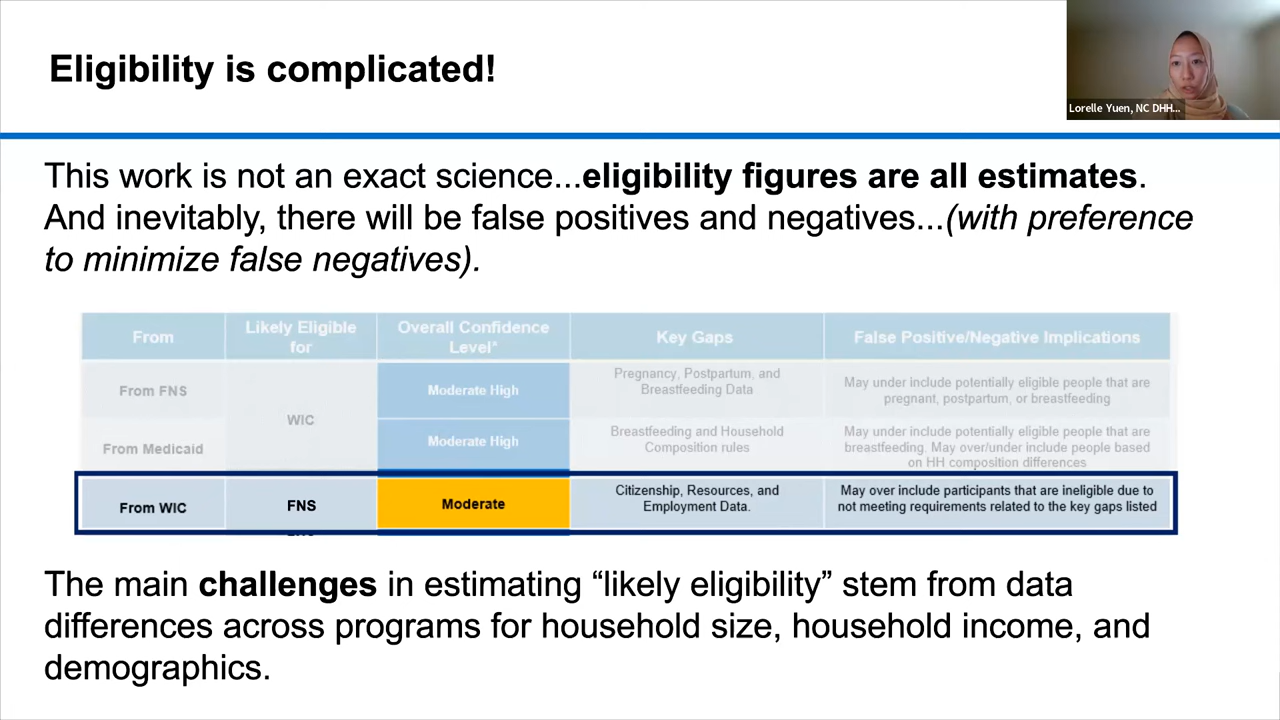 Eligibility is complicated!
Lorelle Yuen, NC DHH...
This work is not an exact science...eligibility figures are all estimates.
And inevitably, there will be false positives and negatives...(with preference
to minimize false negatives).
From
Likely Eligible
for
Overall Confidence
Level*
Key Gaps
False Positive/Negative Implications
From FNS
WIC
Moderate High
Pregnancy, Postpartum, and
Breastfeeding Data
May under include potentially eligible people that are
pregnant, postpartum, or breastfeeding
From Medicaid
Moderate High
Breastfeeding and Household
Composition rules
May under include potentially eligible people that are
breastfeeding. May over/under include people based
on HH composition differences
From WIC
FNS
Moderate
Citizenship, Resources, and
Employment Data.
May over include participants that are ineligible due to
not meeting requirements related to the key gaps listed
The main challenges in estimating “likely eligibility” stem from data
differences across programs for household size, household income, and
demographics.